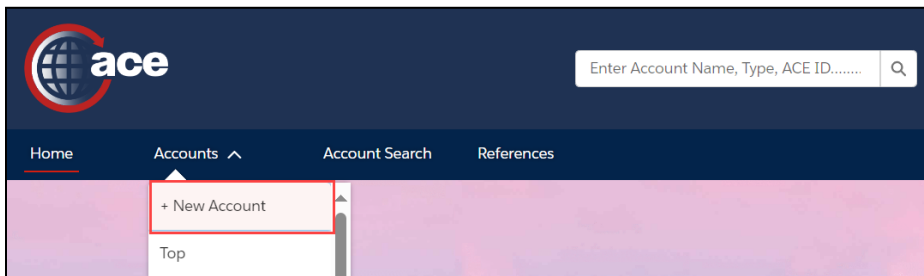 ace
Enter Account Name, Type, ACE ID........
Home Accounts Account Search References
+ New Account
Top